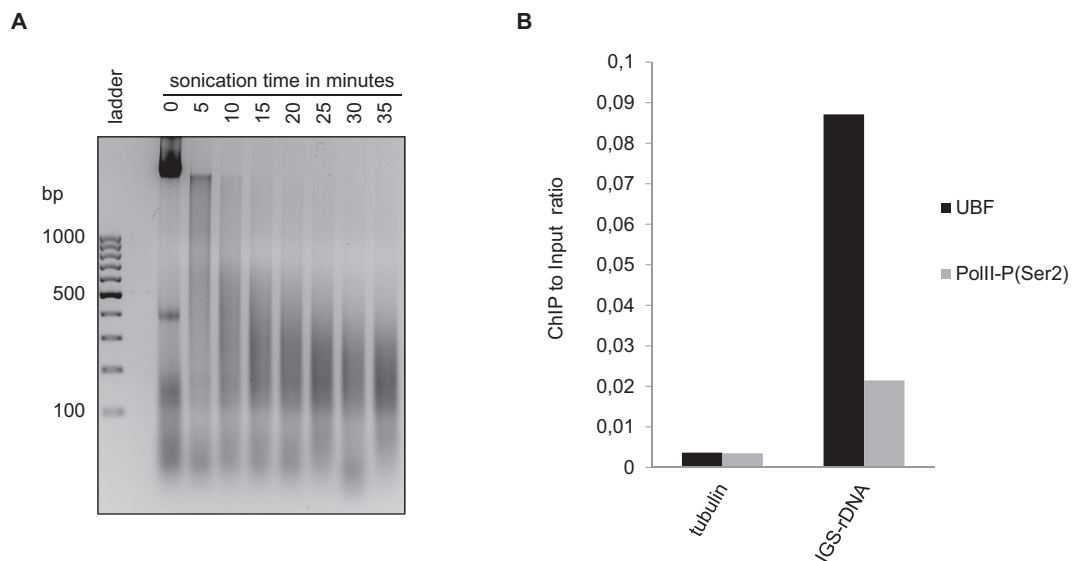 A
ladder
sonication time in minutes
0 5 10 15 20 25 30 35
bp
1000
500
100
B
ChIP to Input ratio
0,1
0,09
0,08
0,07
0,06
0,05
0,04
0,03
0,02
0,01
0
tubulin
IGS-rDNA
UBF
PolII-P(Ser2)